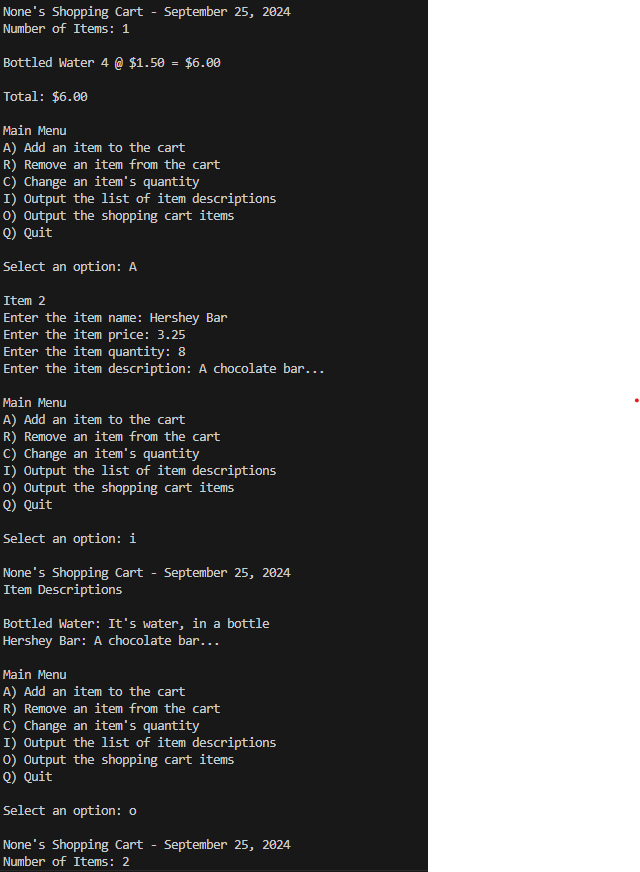 None's Shopping Cart - September 25, 2024
Number of Items: 1
Bottled Water 4 @ $1.50 = $6.00
Total: $6.00
Main Menu
A) Add an item to the cart
R) Remove an item from the cart
C) Change an item's quantity
I) Output the list of item descriptions
O) Output the shopping cart items
Q) Quit
Select an option: A
Item 2
Enter the item name: Hershey Bar
Enter the item price: 3.25
Enter the item quantity: 8
Enter the item description: A chocolate bar...
Main Menu
A) Add an item to the cart
R) Remove an item from the cart
C) Change an item's quantity
I) Output the list of item descriptions
O) Output the shopping cart items
Q) Quit
Select an option: i
None's Shopping Cart - September 25, 2024
Item Descriptions
Bottled Water: It's water, in a bottle
Hershey Bar: A chocolate bar...
Main Menu
A) Add an item to the cart
R) Remove an item from the cart
C) Change an item's quantity
I) Output the list of item descriptions
O) Output the shopping cart items
Q) Quit
Select an option: o
None's Shopping Cart - September 25, 2024
Number of Items: 2